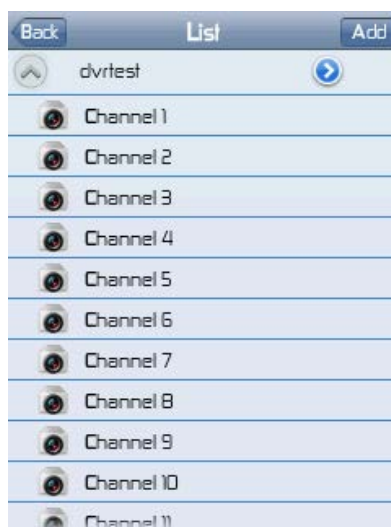 Back List Add
dvrtest
Channel 1
Channel 2
Channel 3
Channel 4
Channel 5
Channel 6
Channel 7
Channel 8
Channel 9
Channel 10
Channel 11